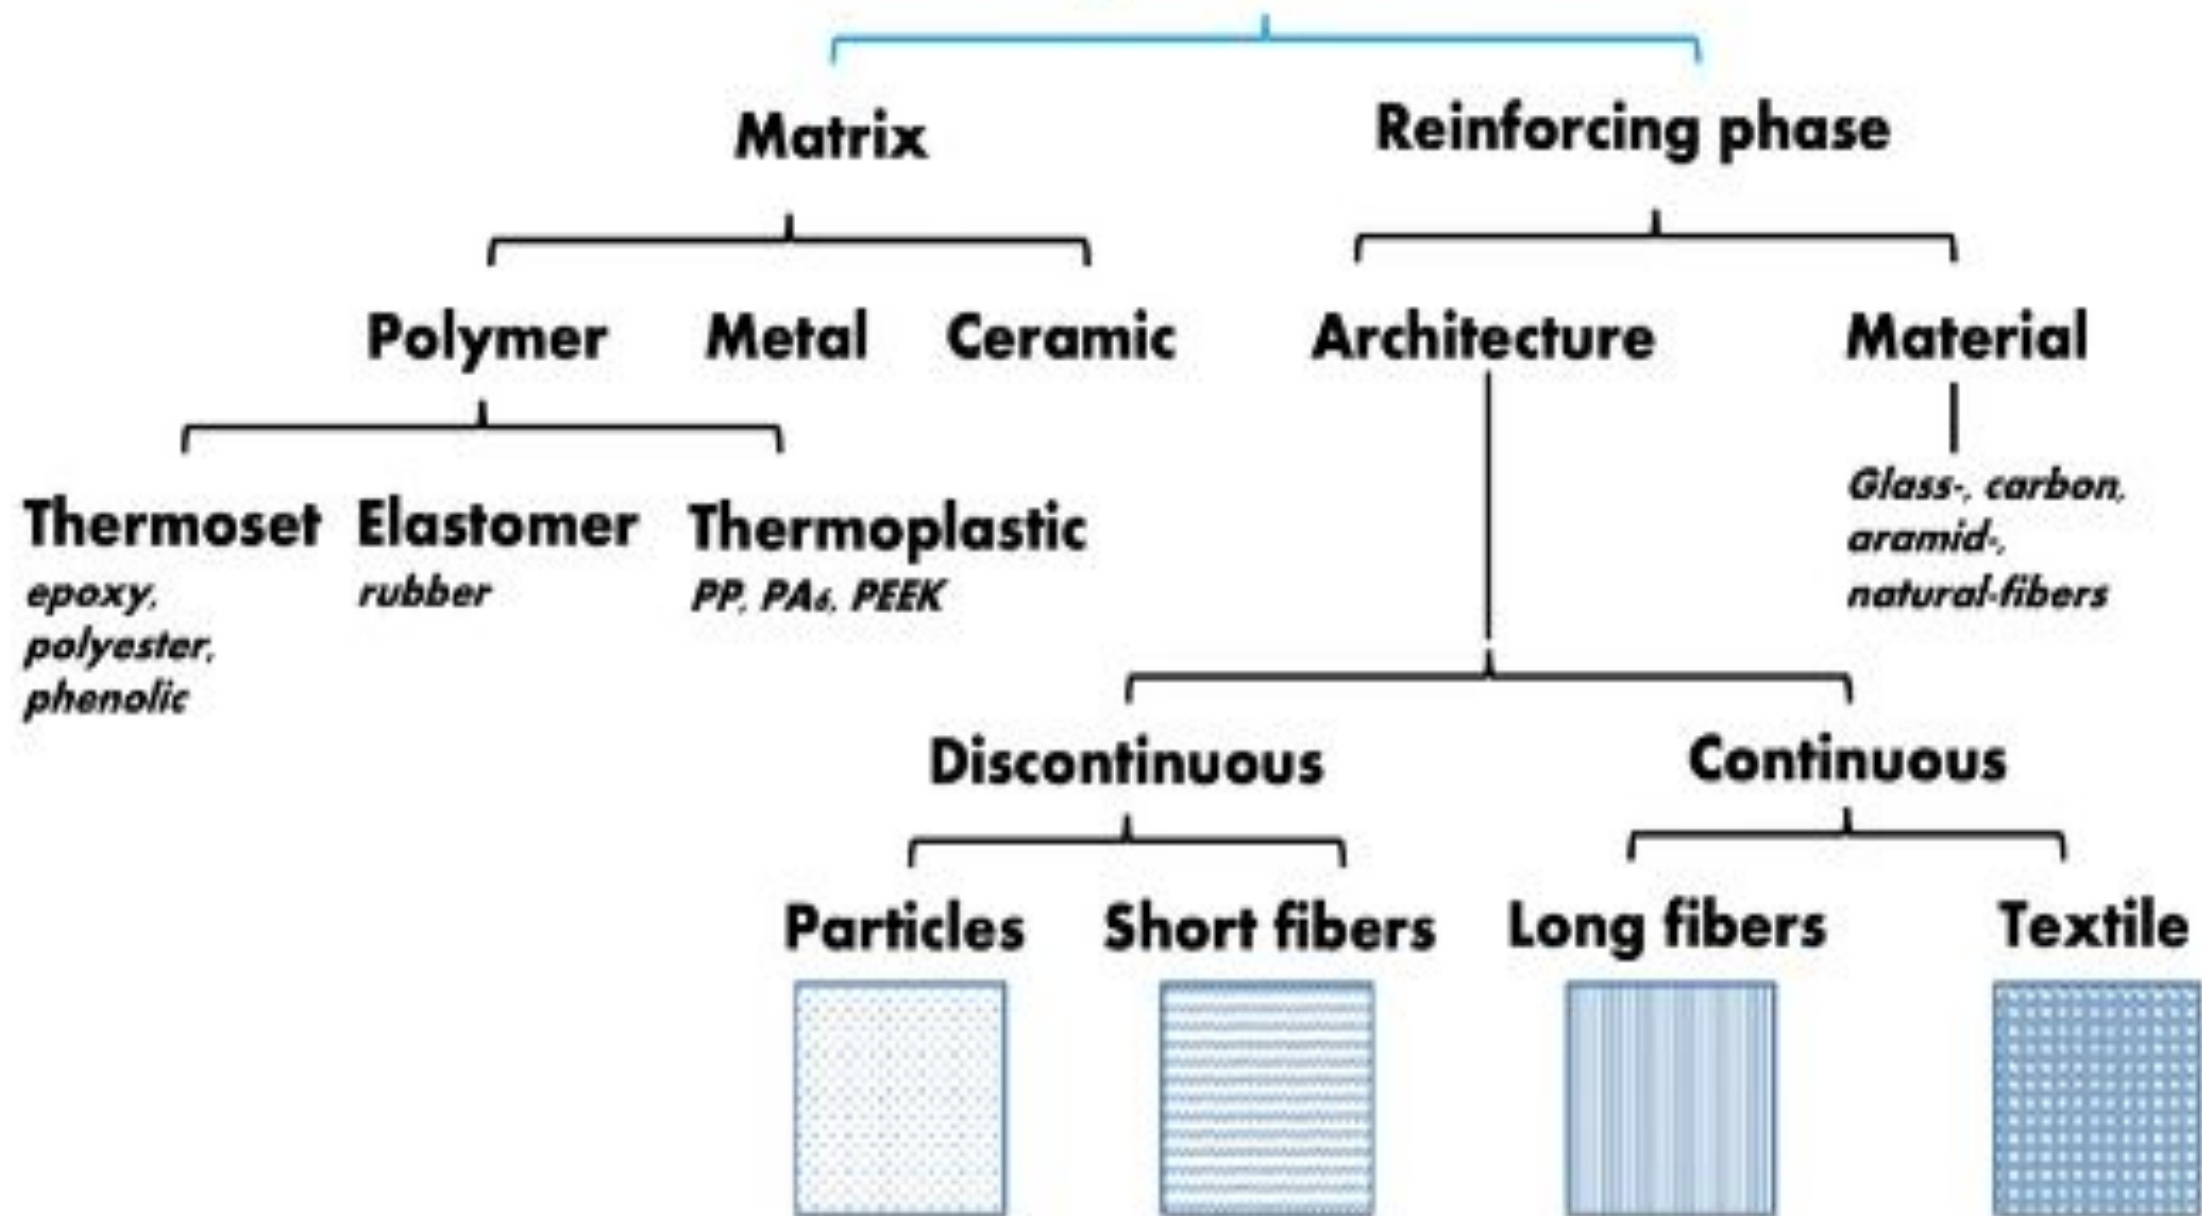 Matrix
Reinforcing phase
Polymer
Metal
Ceramic
Architecture
Material
Glass-, carbon,
aramid-,
natural-fibers
Thermoset
epoxy,
polyester,
phenolic
Elastomer
rubber
Thermoplastic
PP, PA6, PEEK
Discontinuous
Continuous
Particles
Short fibers
Long fibers
Textile